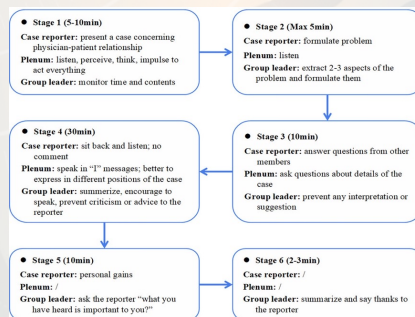 ● Stage 1 (5-10min)
Case reporter: present a case concerning
physician-patient relationship
Plenum: listen, perceive, think, impulse to
act everything
Group leader: monitor time and contents
● Stage 2 (Max 5min)
Case reporter: formulate problem
Plenum: listen
Group leader: extract 2-3 aspects of the
problem and formulate them
● Stage 3 (10min)
Case reporter: answer questions from other
members
Plenum: ask questions about details of the
case
Group leader: prevent any interpretation or
suggestion
● Stage 4 (30min)
Case reporter: sit back and listen; no
comment
Plenum: speak in “I” messages; better to
express in different positions of the case
Group leader: summarize, encourage to
speak, prevent criticism or advice to the
reporter
● Stage 5 (10min)
Case reporter: personal gains
Plenum: /
Group leader: ask the reporter “what you
have heard is important to you?”
● Stage 6 (2-3min)
Case reporter: /
Plenum: /
Group leader: summarize and say thanks to
the reporter